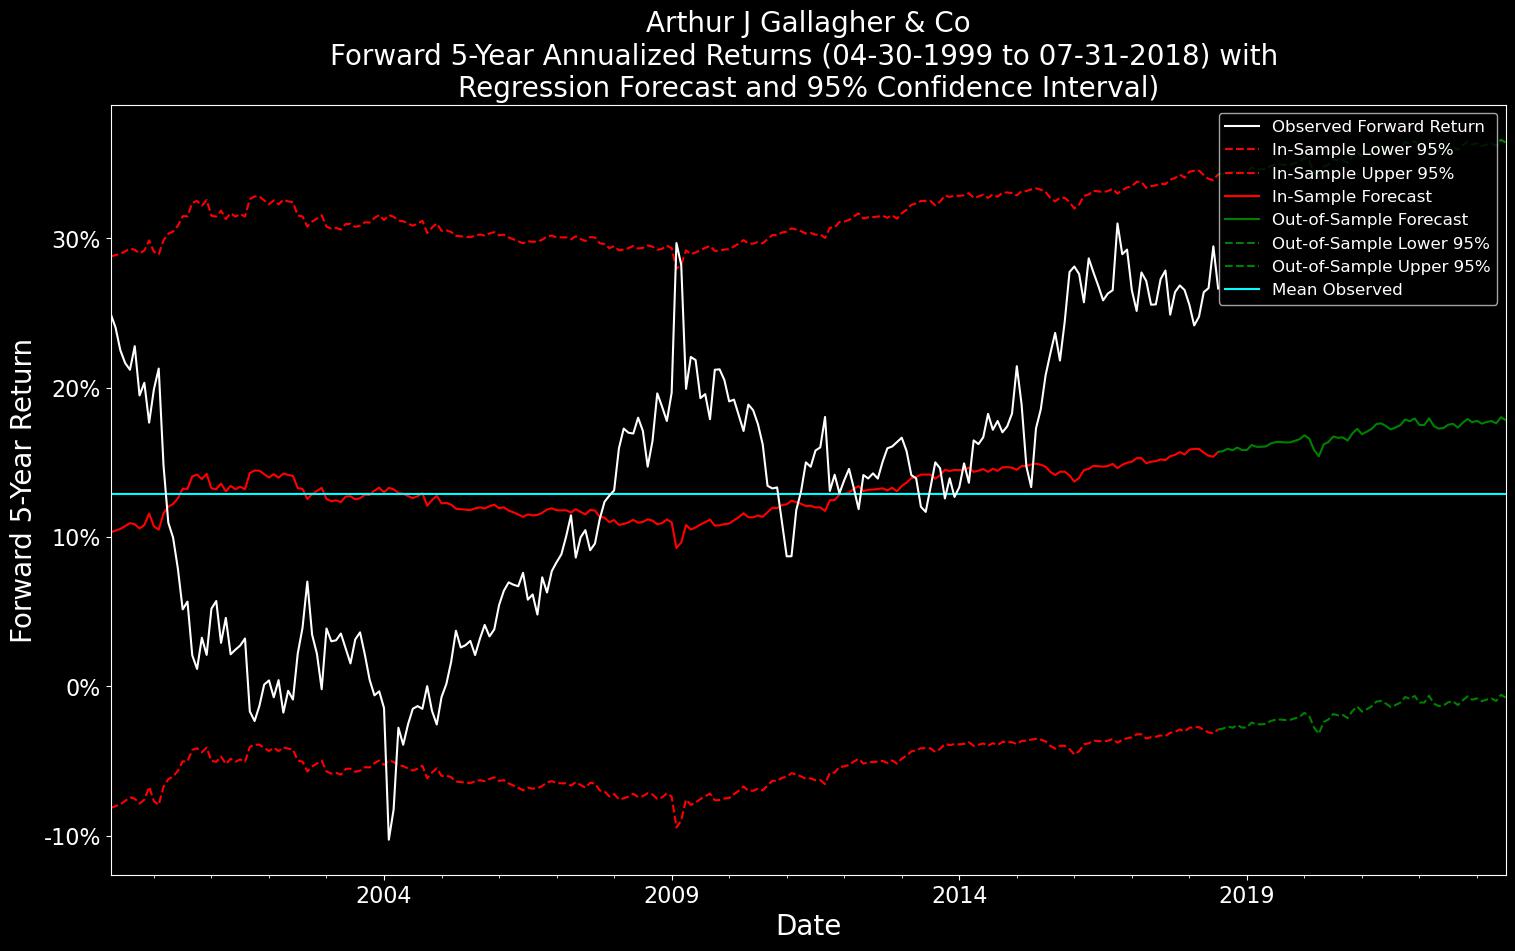 Arthur J Gallagher & Co
Forward 5-Year Annualized Returns (04-30-1999 to 07-31-2018) with
Regression Forecast and 95% Confidence Interval)
Observed Forward Return
In-Sample Lower 95%
In-Sample Upper 95%
In-Sample Forecast
Out-of-Sample Forecast
Out-of-Sample Lower 95%
Out-of-Sample Upper 95%
Mean Observed
Forward 5-Year Return
30%
20%
10%
0%
-10%
2004
2009
2014
2019
Date